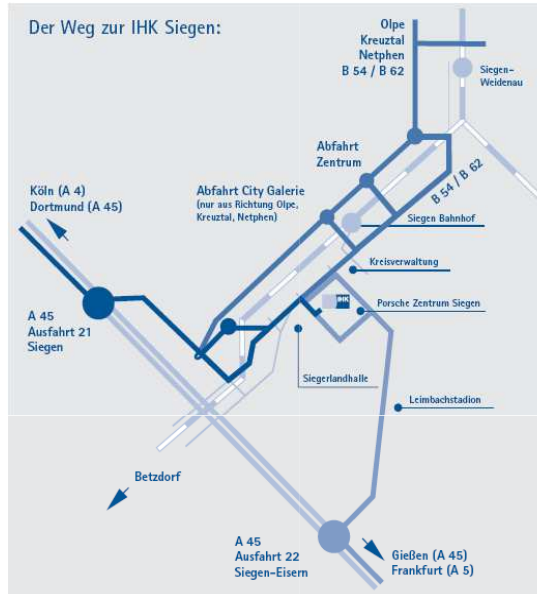 Der Weg zur IHK Siegen:
Olpe
Kreuztal
Netphen
B 54 / B 62
Siegen-
Weidenau
Abfahrt
Zentrum
B 54 / B 62
Köln (A 4)
Dortmund (A 45)
Abfahrt City Galerie
(nur aus Richtung Olpe,
Kreuztal, Netphen)
Siegen Bahnhof
Kreisverwaltung
IHK
Porsche Zentrum Siegen
A 45
Ausfahrt 21
Siegen
Siegerlandhalle
Leimbachstadion
Betzdorf
A 45
Ausfahrt 22
Siegen-Eisern
Gießen (A 45)
Frankfurt (A 5)